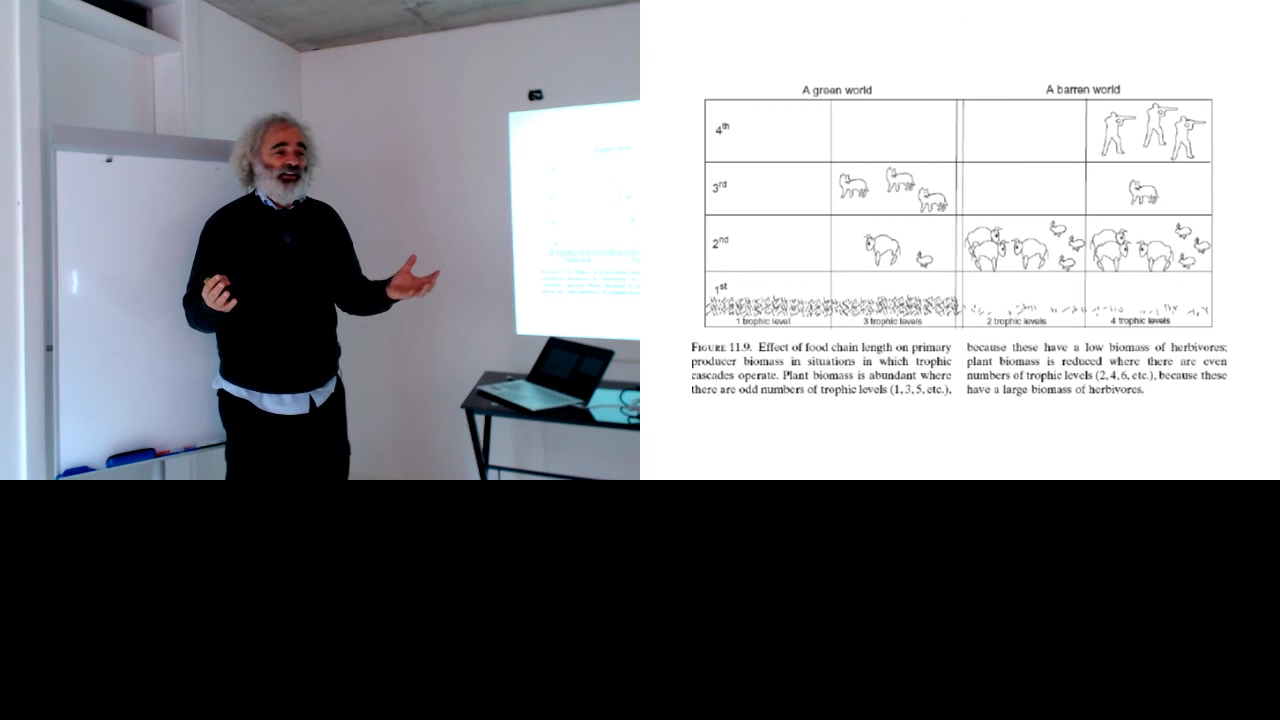 A green world
A barren world
4th
3rd
2nd
1st
1 trophic level
3 trophic levels
2 trophic levels
4 trophic levels
FIGURE 11.9. Effect of food chain length on primary
producer biomass in situations in which trophic
cascades operate. Plant biomass is abundant where
there are odd numbers of trophic levels (1, 3, 5, etc.),
because these have a low biomass of herbivores;
plant biomass is reduced where there are even
numbers of trophic levels (2, 4, 6, etc.), because these
have a large biomass of herbivores.